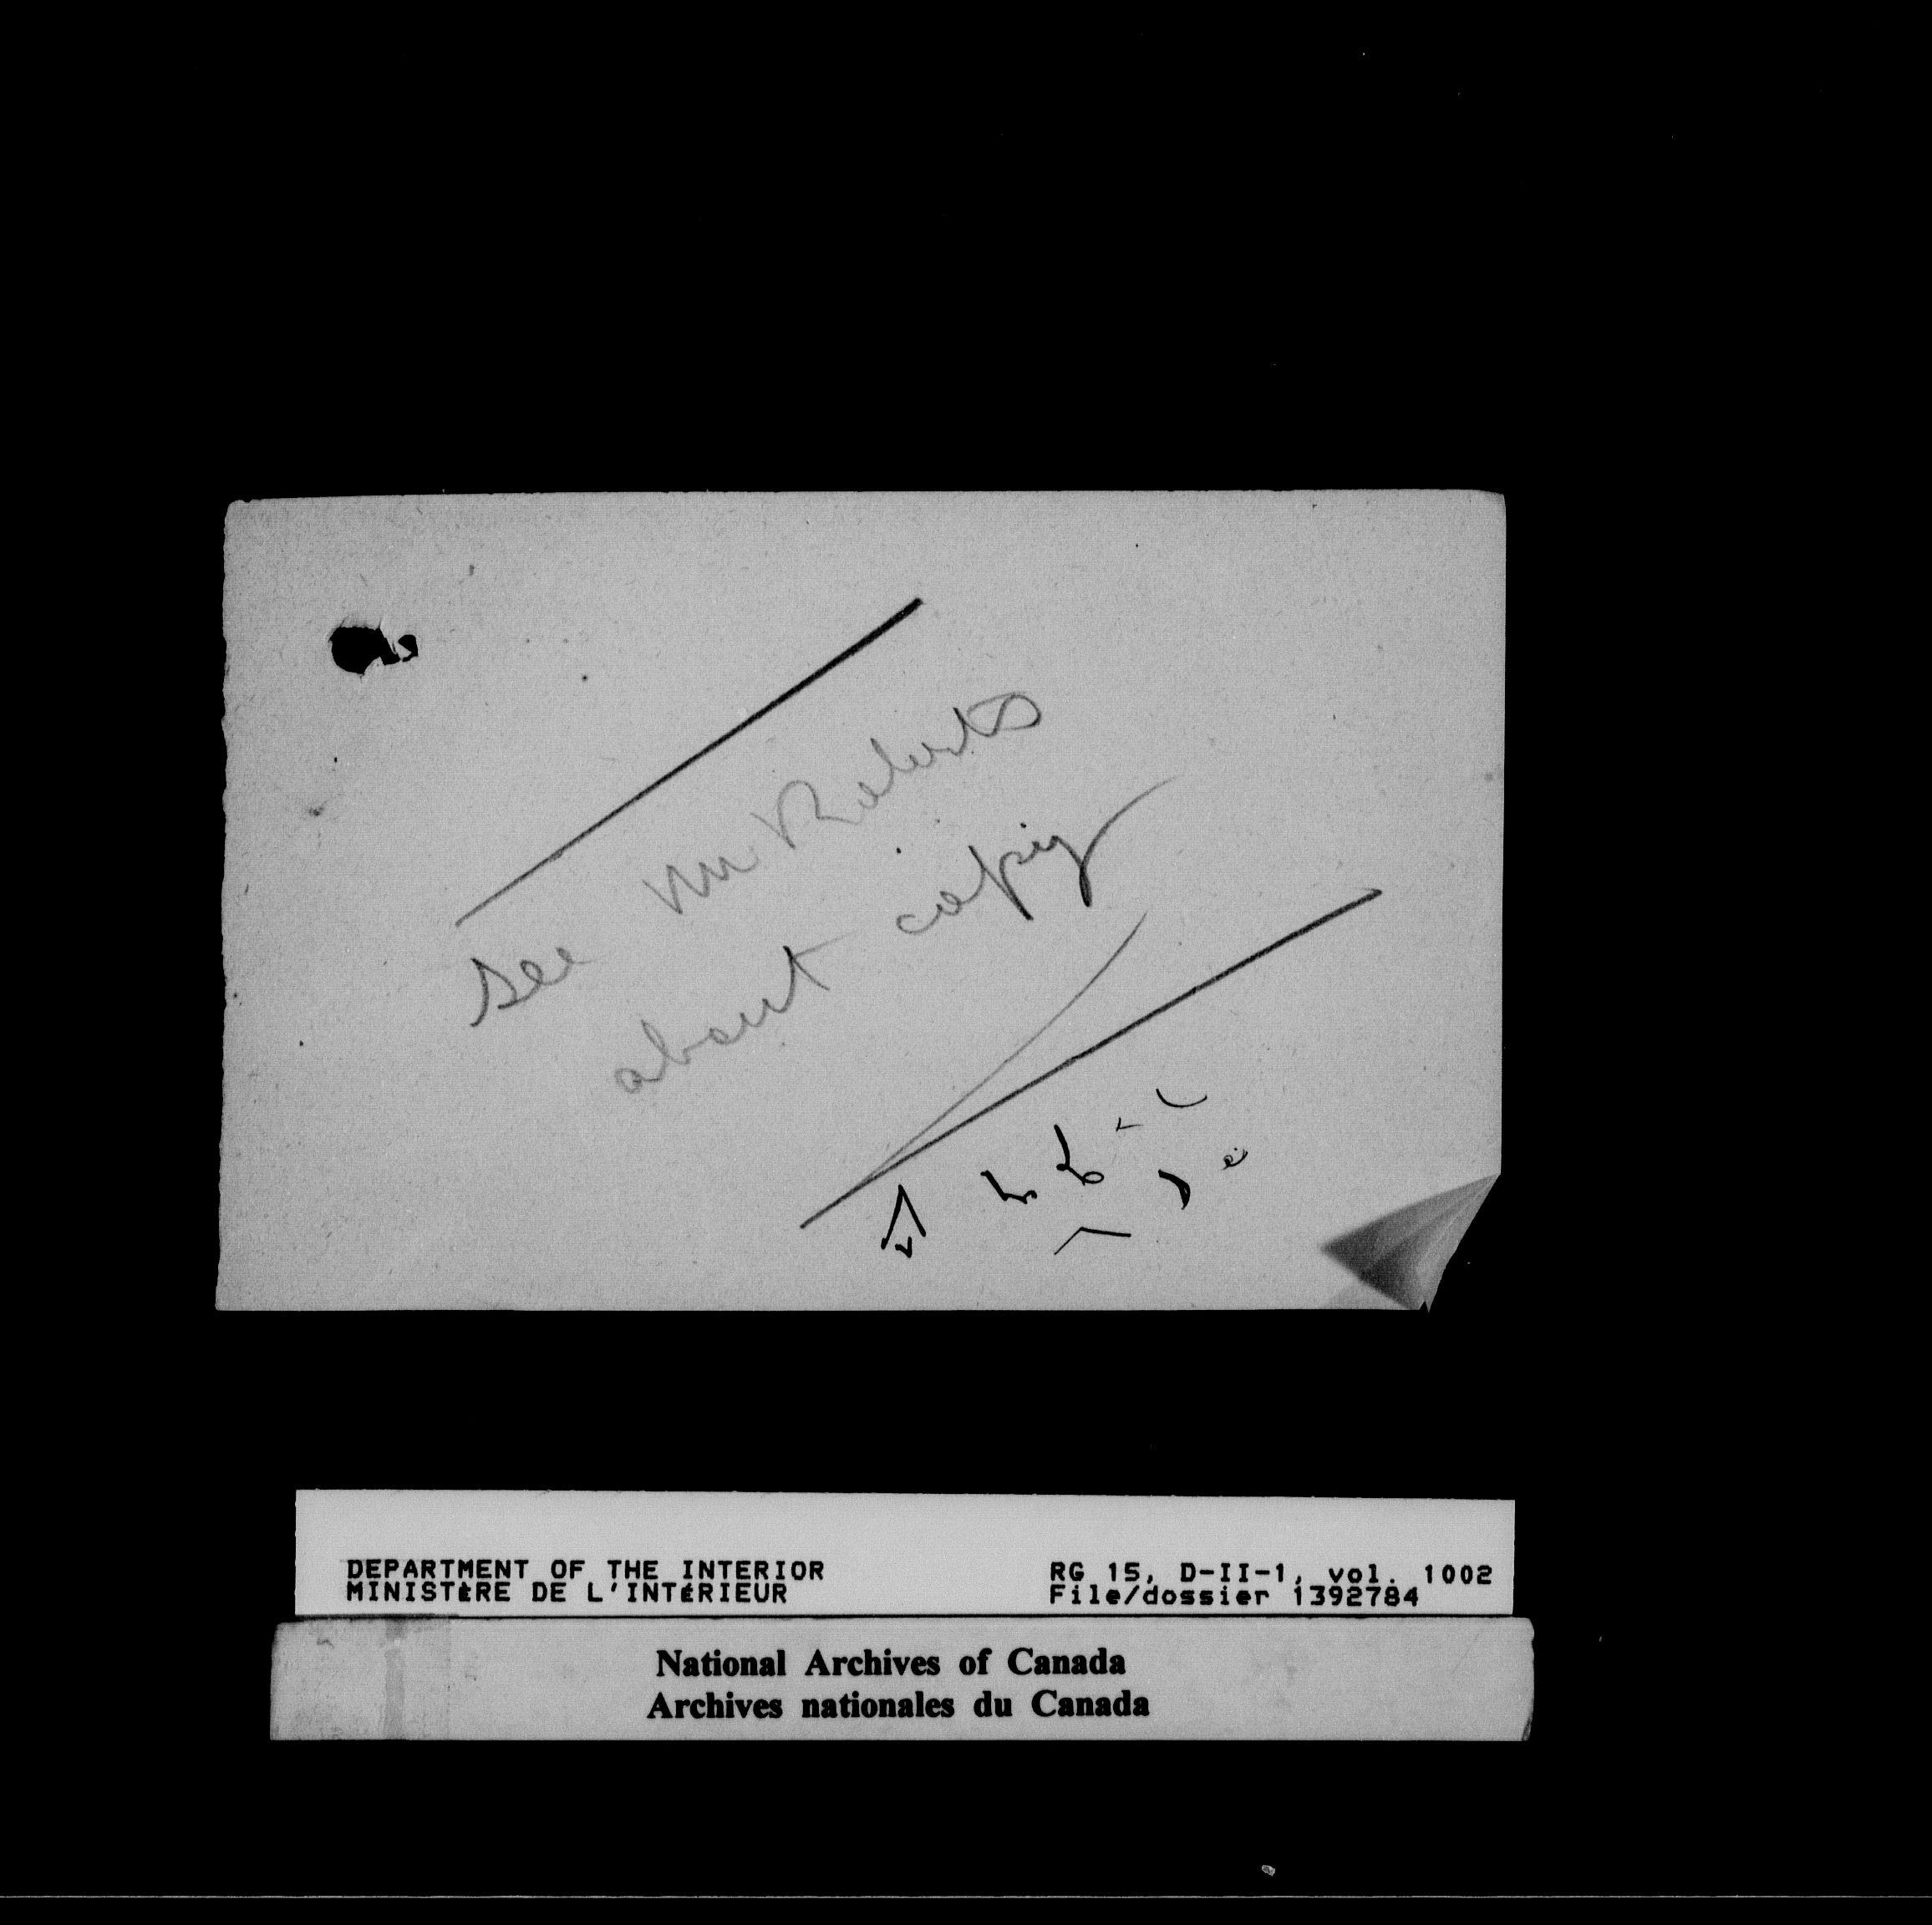 see Mr Roberts
about copy
DEPARTMENT OF THE INTERIOR
MINISTÈRE DE L'INTÉRIEUR
RG 15, D-II-1, vol. 1002
File/dossier 1392784
National Archives of Canada
Archives nationales du Canada